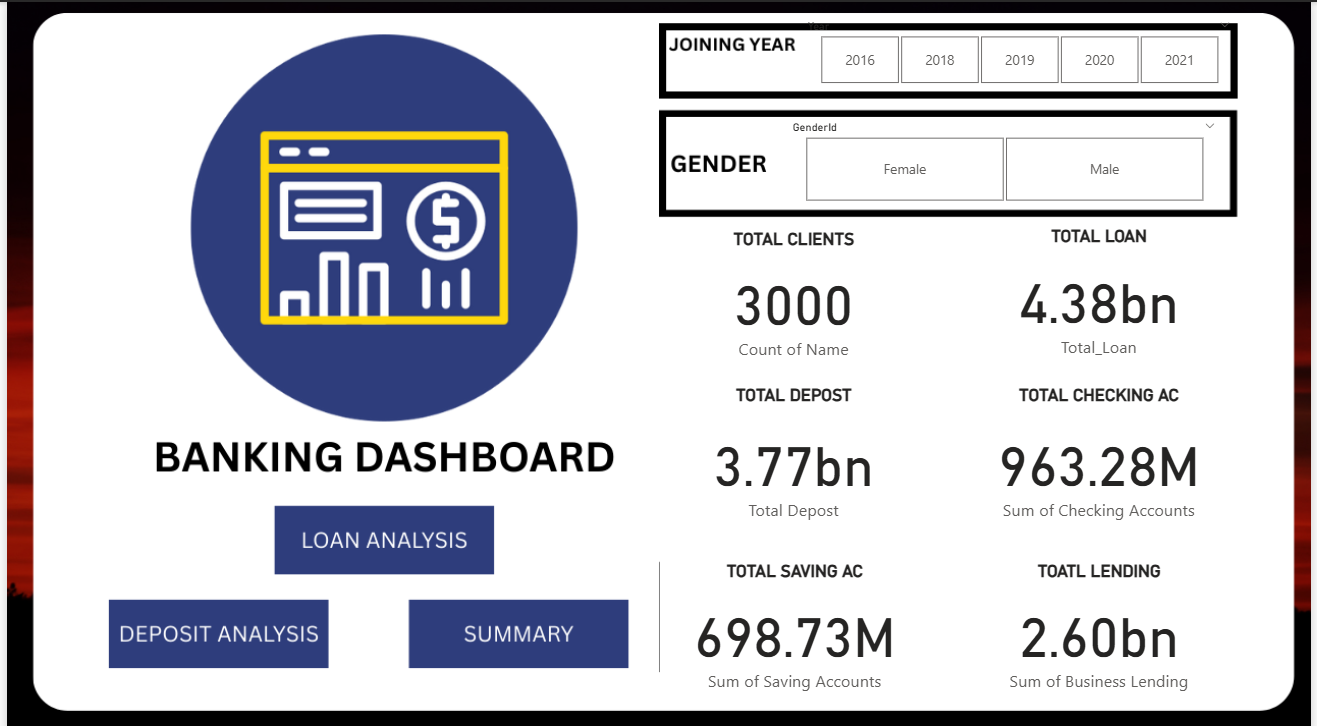 Year
JOINING YEAR
2016 2018 2019 2020 2021
GenderId
GENDER
Female Male
TOTAL CLIENTS
3000
Count of Name
TOTAL LOAN
4.38bn
Total_Loan
TOTAL DEPOST
3.77bn
Total Depost
TOTAL CHECKING AC
963.28M
Sum of Checking Accounts
TOTAL SAVING AC
698.73M
Sum of Saving Accounts
TOATL LENDING
2.60bn
Sum of Business Lending
$
BANKING DASHBOARD
LOAN ANALYSIS
DEPOSIT ANALYSIS
SUMMARY